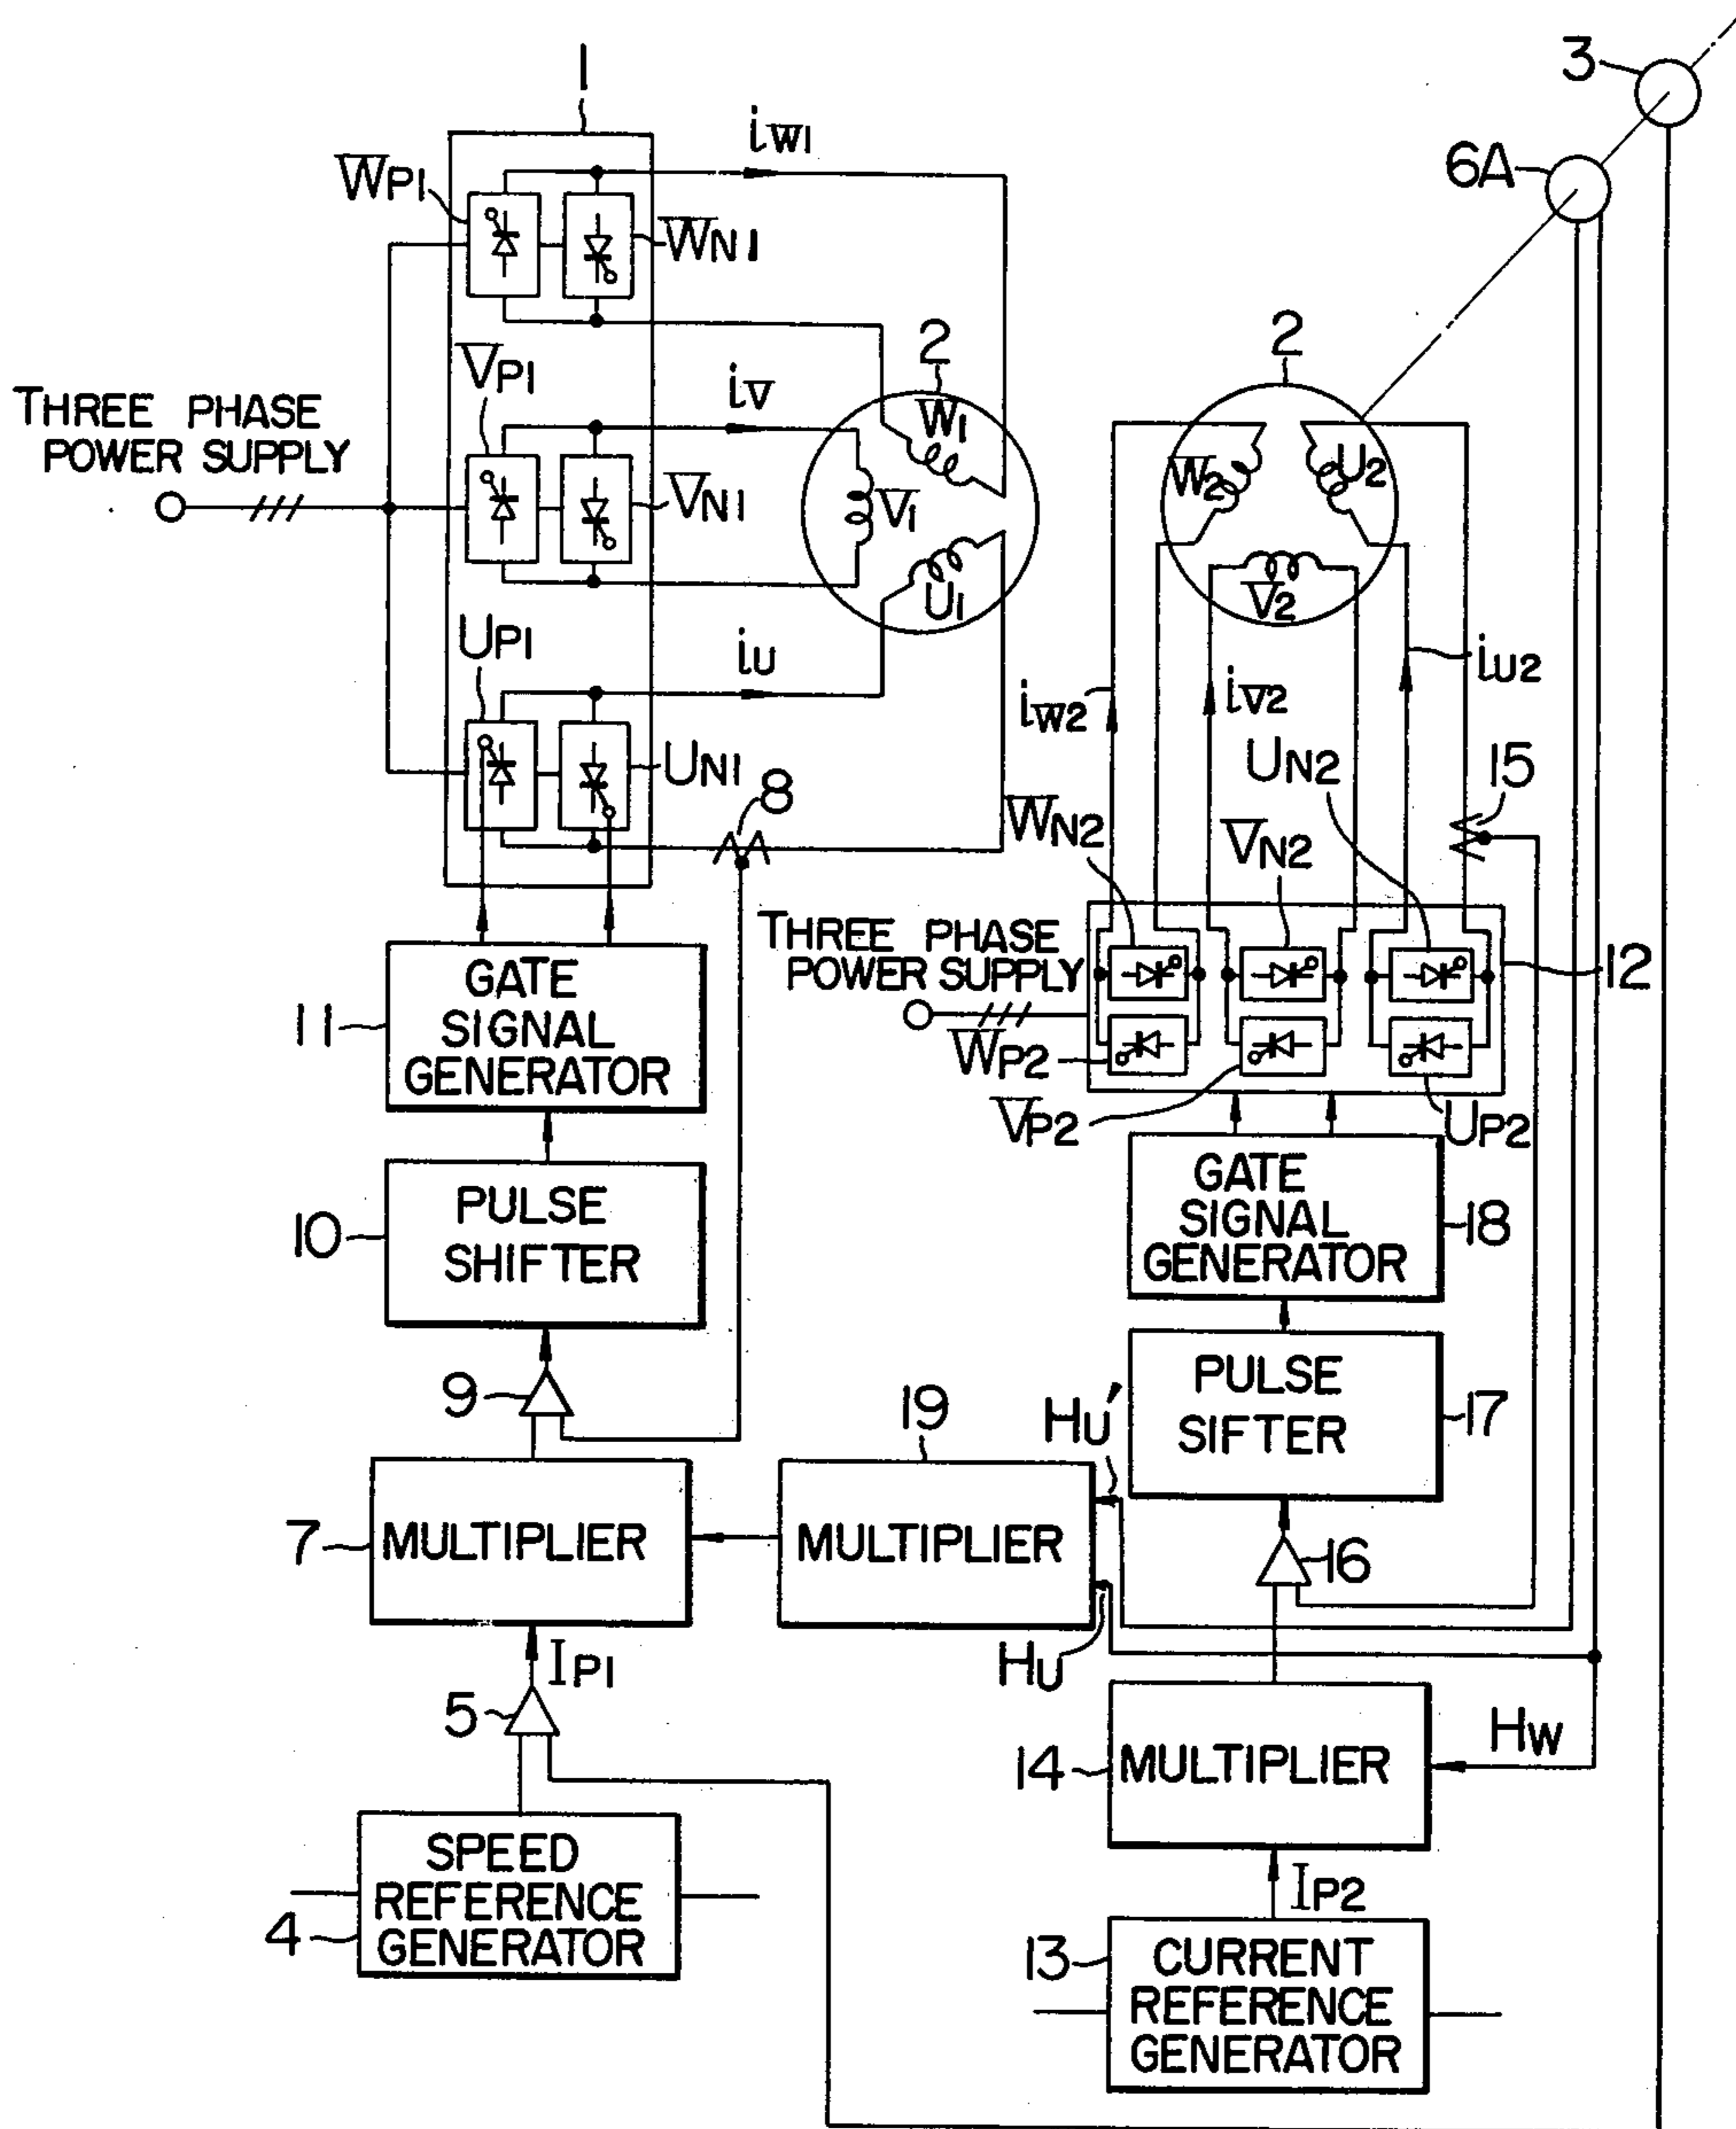 1
3
6A
iW1
WP1
WN1
2
2
VP1
iV
THREE PHASE
POWER SUPPLY
W1
W2
U2
VN1
V1
V2
U1
UP1
iU
iW2
iV2
iU2
UN1
8
WN2
UN2
15
VN2
THREE PHASE
POWER SUPPLY
12
11
GATE
SIGNAL
GENERATOR
WP2
VP2
UP2
10
PULSE
SHIFTER
GATE
SIGNAL
GENERATOR
18
9
19
HU'
PULSE
SIFTER
17
7
MULTIPLIER
MULTIPLIER
16
HU
IP1
5
14
MULTIPLIER
HW
4
SPEED
REFERENCE
GENERATOR
IP2
13
CURRENT
REFERENCE
GENERATOR